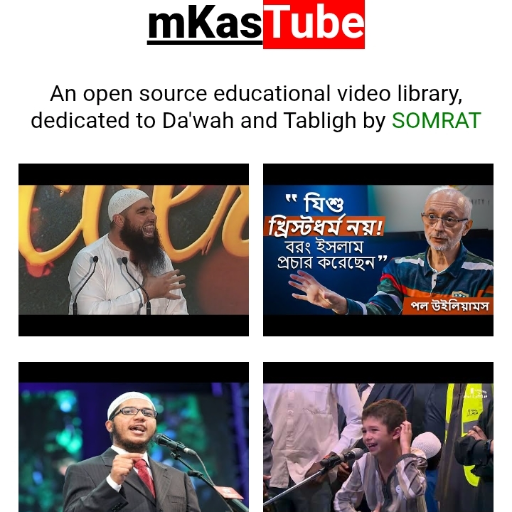 mKasTube
An open source educational video library,
dedicated to Da'wah and Tabligh by SOMRAT
❝ যিশু
খ্রিস্টধর্ম নয়!
বরং ইসলাম
প্রচার করেছেন ❞
পল উইলিয়ামস